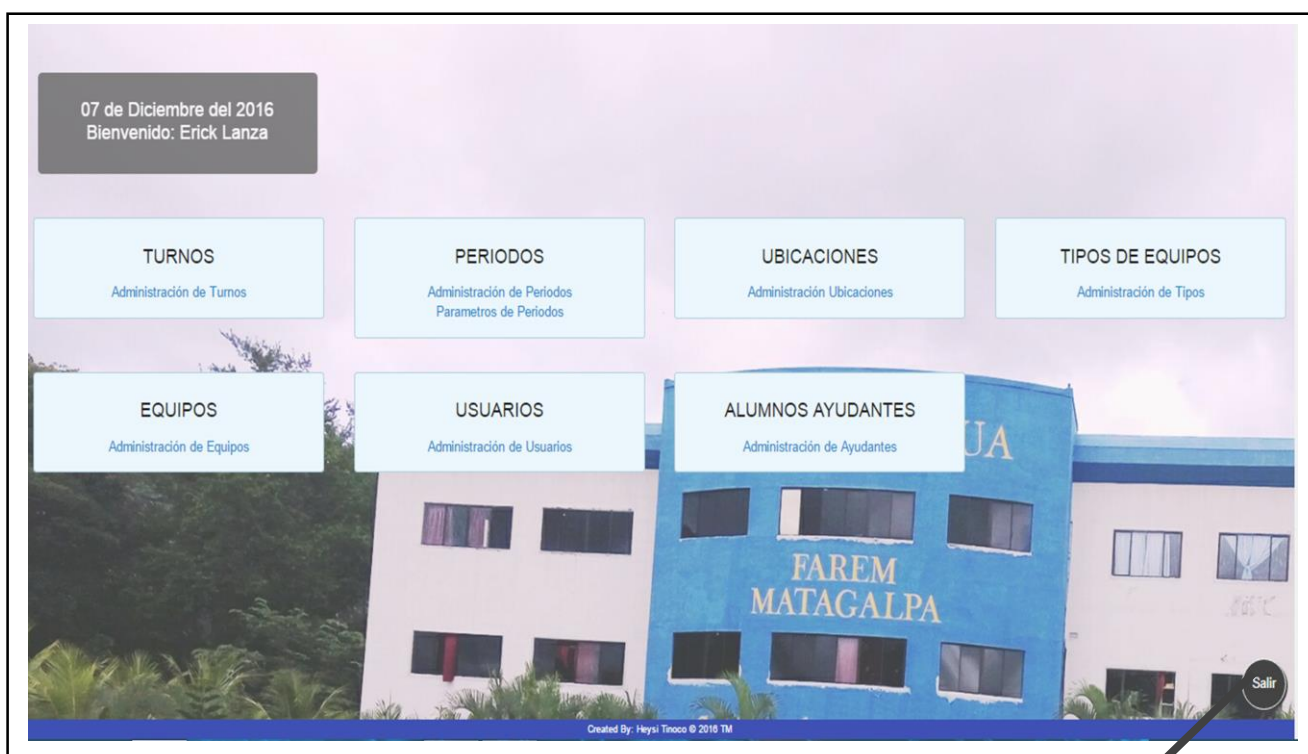 07 de Diciembre del 2016
Bienvenido: Erick Lanza
TURNOS
Administración de Turnos
PERIODOS
Administración de Periodos
Parametros de Periodos
UBICACIONES
Administración Ubicaciones
TIPOS DE EQUIPOS
Administración de Tipos
EQUIPOS
Administración de Equipos
USUARIOS
Administración de Usuarios
ALUMNOS AYUDANTES
Administración de Ayudantes
UA
FAREM
MATAGALPA
Salir
Created By: Heysi Tinoco © 2016 TM